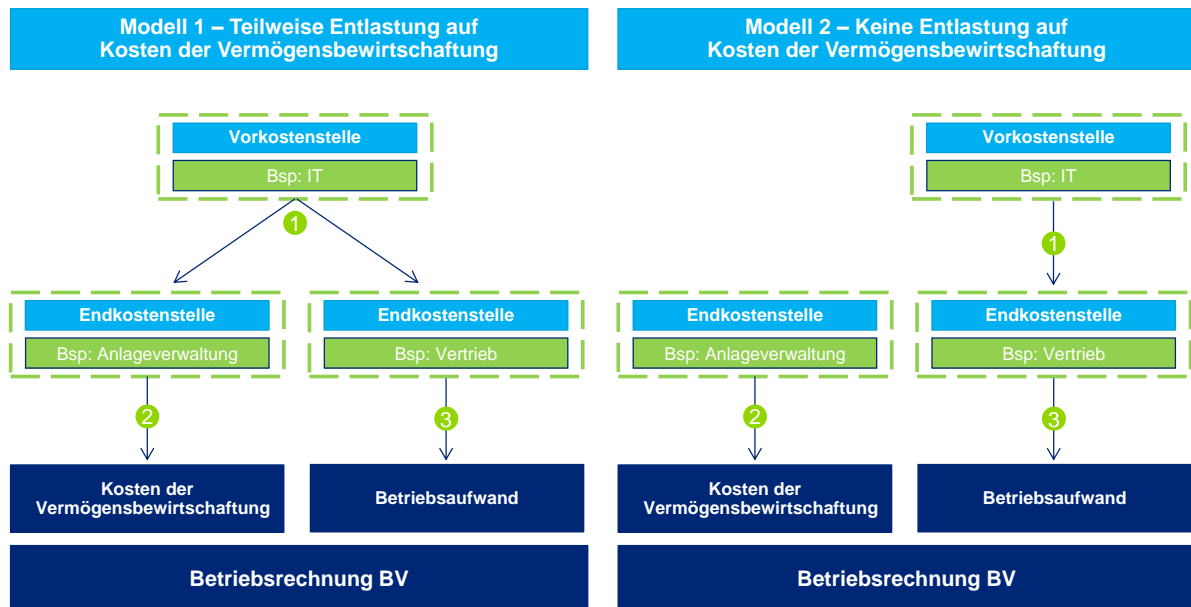 Modell 1 – Teilweise Entlastung auf
Kosten der Vermögensbewirtschaftung
Vorkostenstelle
Bsp: IT
1
Endkostenstelle
Bsp: Anlageverwaltung
Endkostenstelle
Bsp: Vertrieb
2
3
Kosten der
Vermögensbewirtschaftung
Betriebsaufwand
Betriebsrechnung BV
Modell 2 – Keine Entlastung auf
Kosten der Vermögensbewirtschaftung
Vorkostenstelle
Bsp: IT
1
Endkostenstelle
Bsp: Anlageverwaltung
Endkostenstelle
Bsp: Vertrieb
2
3
Kosten der
Vermögensbewirtschaftung
Betriebsaufwand
Betriebsrechnung BV